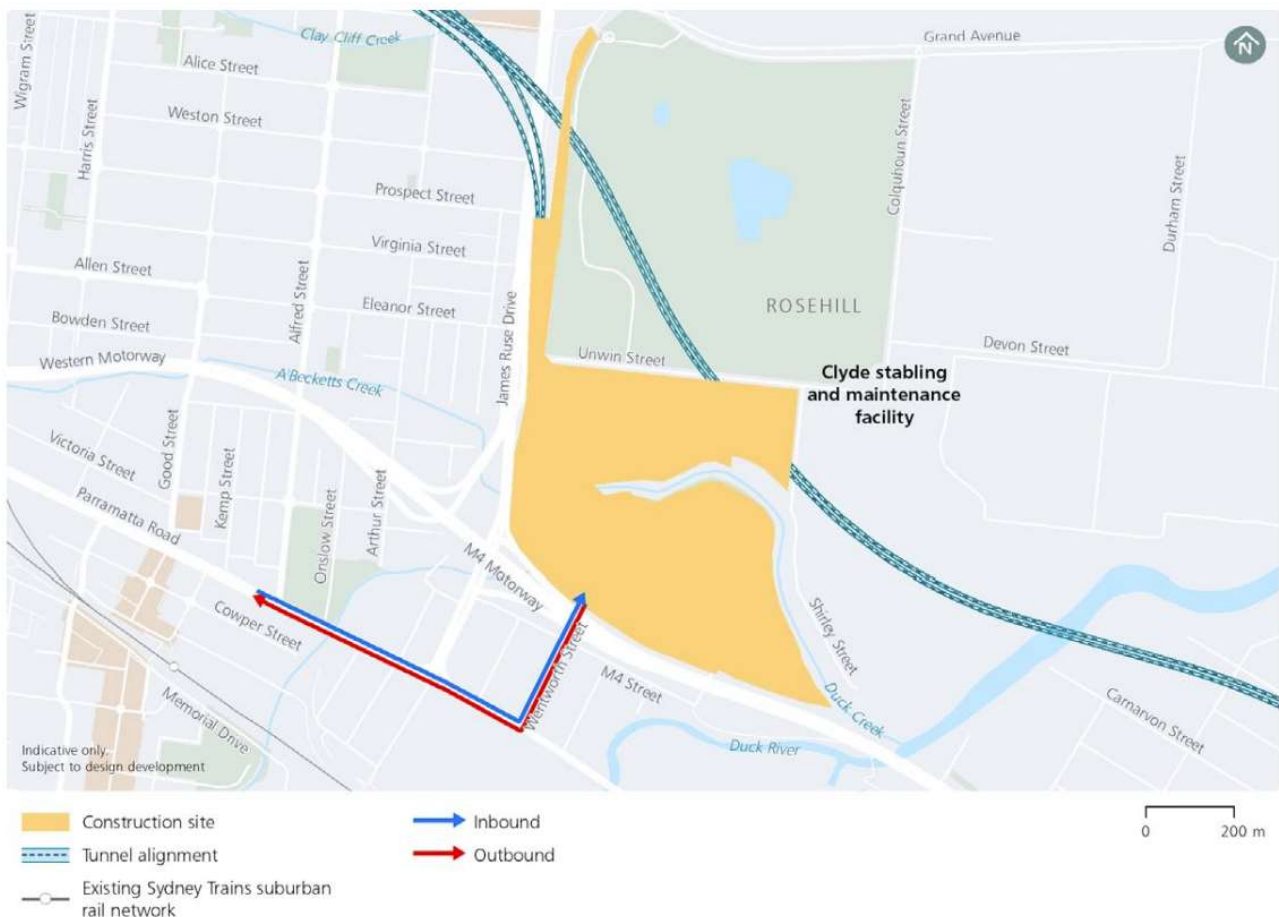 Clay Cliff Creek
Grand Avenue
N
Wigram Street
Alice Street
Harris Street
Weston Street
Colquhoun Street
Durham Street
Prospect Street
Virginia Street
Allen Street
Alfred Street
Eleanor Street
ROSEHILL
Bowden Street
James Ruse Drive
Unwin Street
Devon Street
Western Motorway
A'Becketts Creek
Clyde stabling
and maintenance
facility
Good Street
Victoria Street
Kemp Street
Parramatta Road
Onslow Street
Arthur Street
M4 Motorway
Cowper Street
Wentworth Street
Shirley Street
M4 Street
Duck Creek
Carnarvon Street
Memorial Drive
Duck River
Indicative only.
Subject to design development
Construction site
Inbound
0 200 m
Tunnel alignment
Outbound
Existing Sydney Trains suburban
rail network